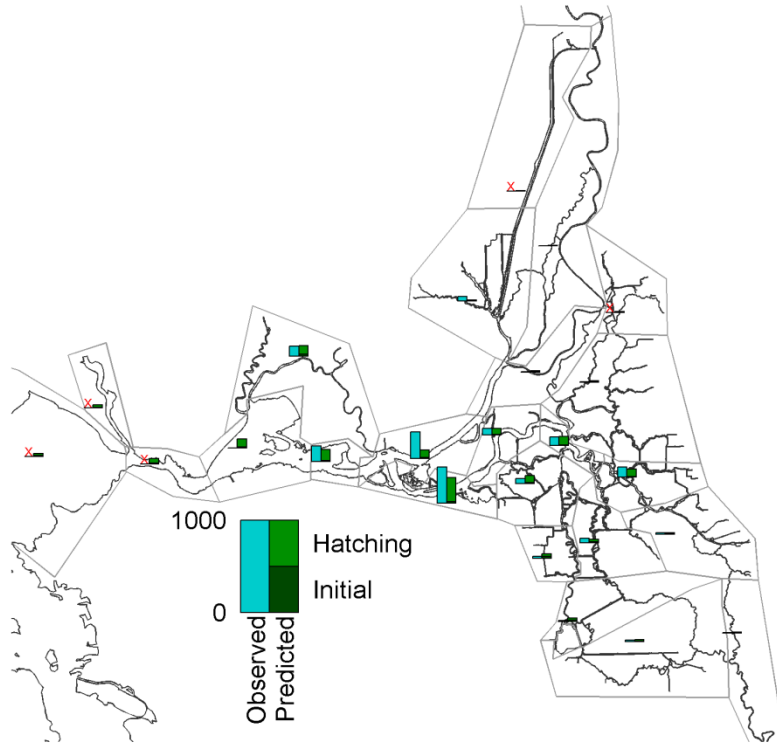 X
X
X
X
X
1000
Hatching
Initial
0
Observed
Predicted